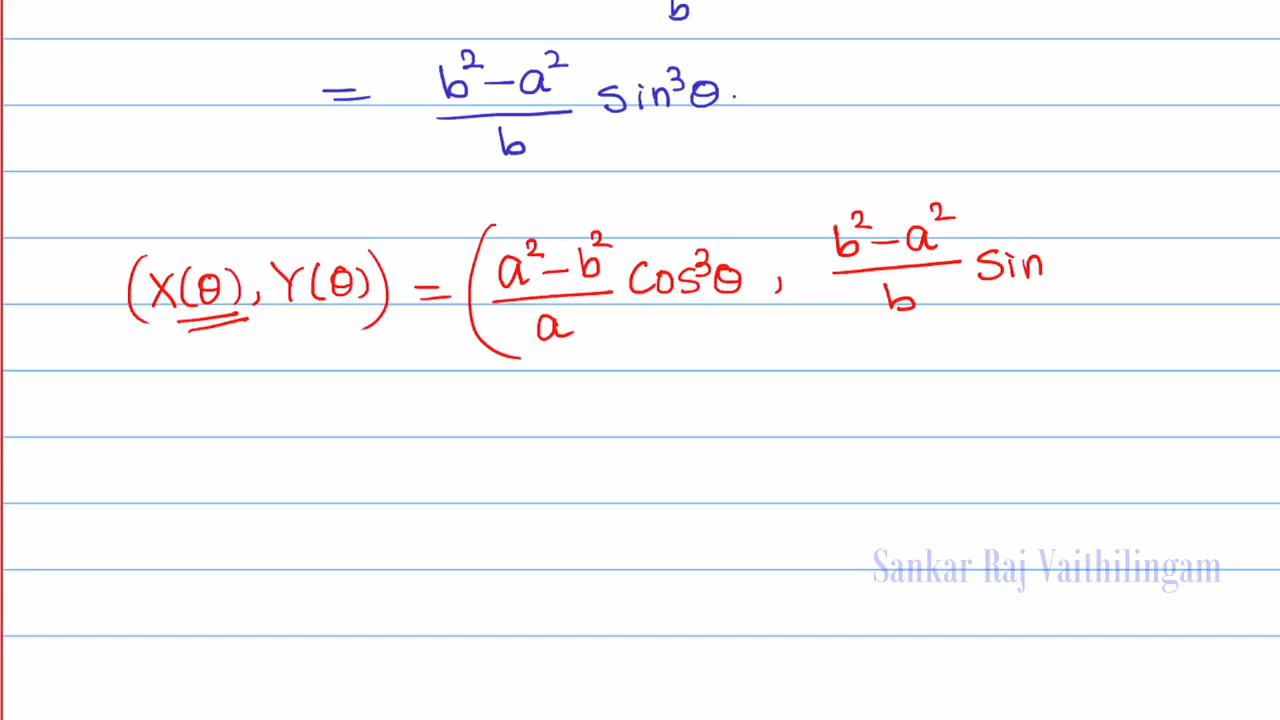 b
= b² − a² / b sin³θ.
(X(θ), Y(θ)) = ( a² − b² / a cos³θ , b² − a² / b sin
Sankar Raj Vaithilingam